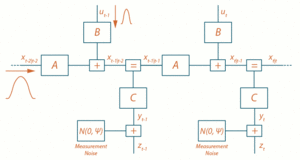 u_{t-1} u_t
B B
x_{t-2|t-2} A + x_{t-1|t-2} = x_{t-1|t-1} A + x_{t|t-1} = x_{t|t}
C C
y_{t-1} y_t
N(0, Ψ) + N(0, Ψ) +
Measurement Measurement
Noise Noise
z_{t-1} z_t